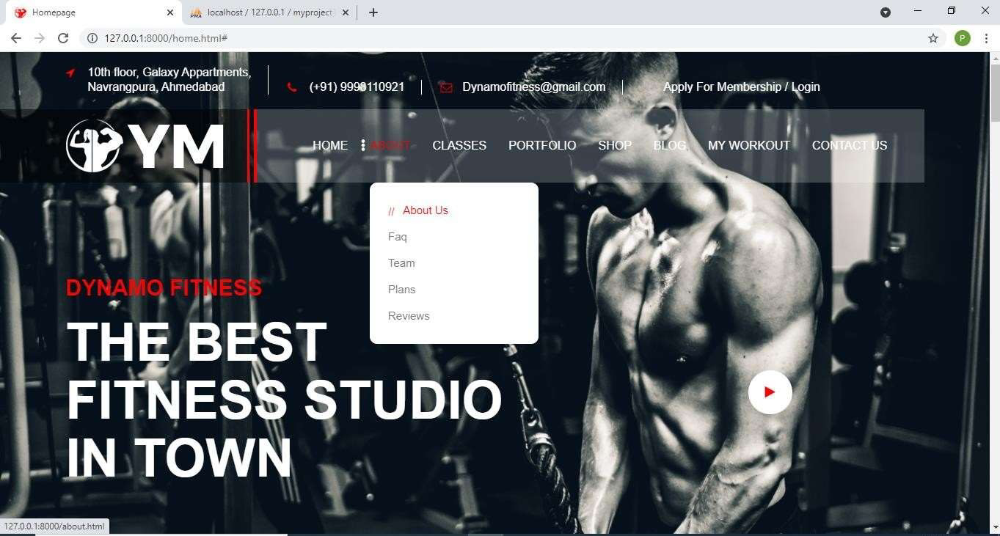 Homepage
localhost / 127.0.0.1 / myproject
127.0.0.1:8000/home.html#
P
10th floor, Galaxy Appartments,
Navrangpura, Ahmedabad
(+91) 9998110921
Dynamofitness@gmail.com
Apply For Membership / Login
YM
HOME
ABOUT
CLASSES
PORTFOLIO
SHOP
BLOG
MY WORKOUT
CONTACT US
// About Us
Faq
Team
Plans
Reviews
DYNAMO FITNESS
THE BEST
FITNESS STUDIO
IN TOWN
127.0.0.1:8000/about.html